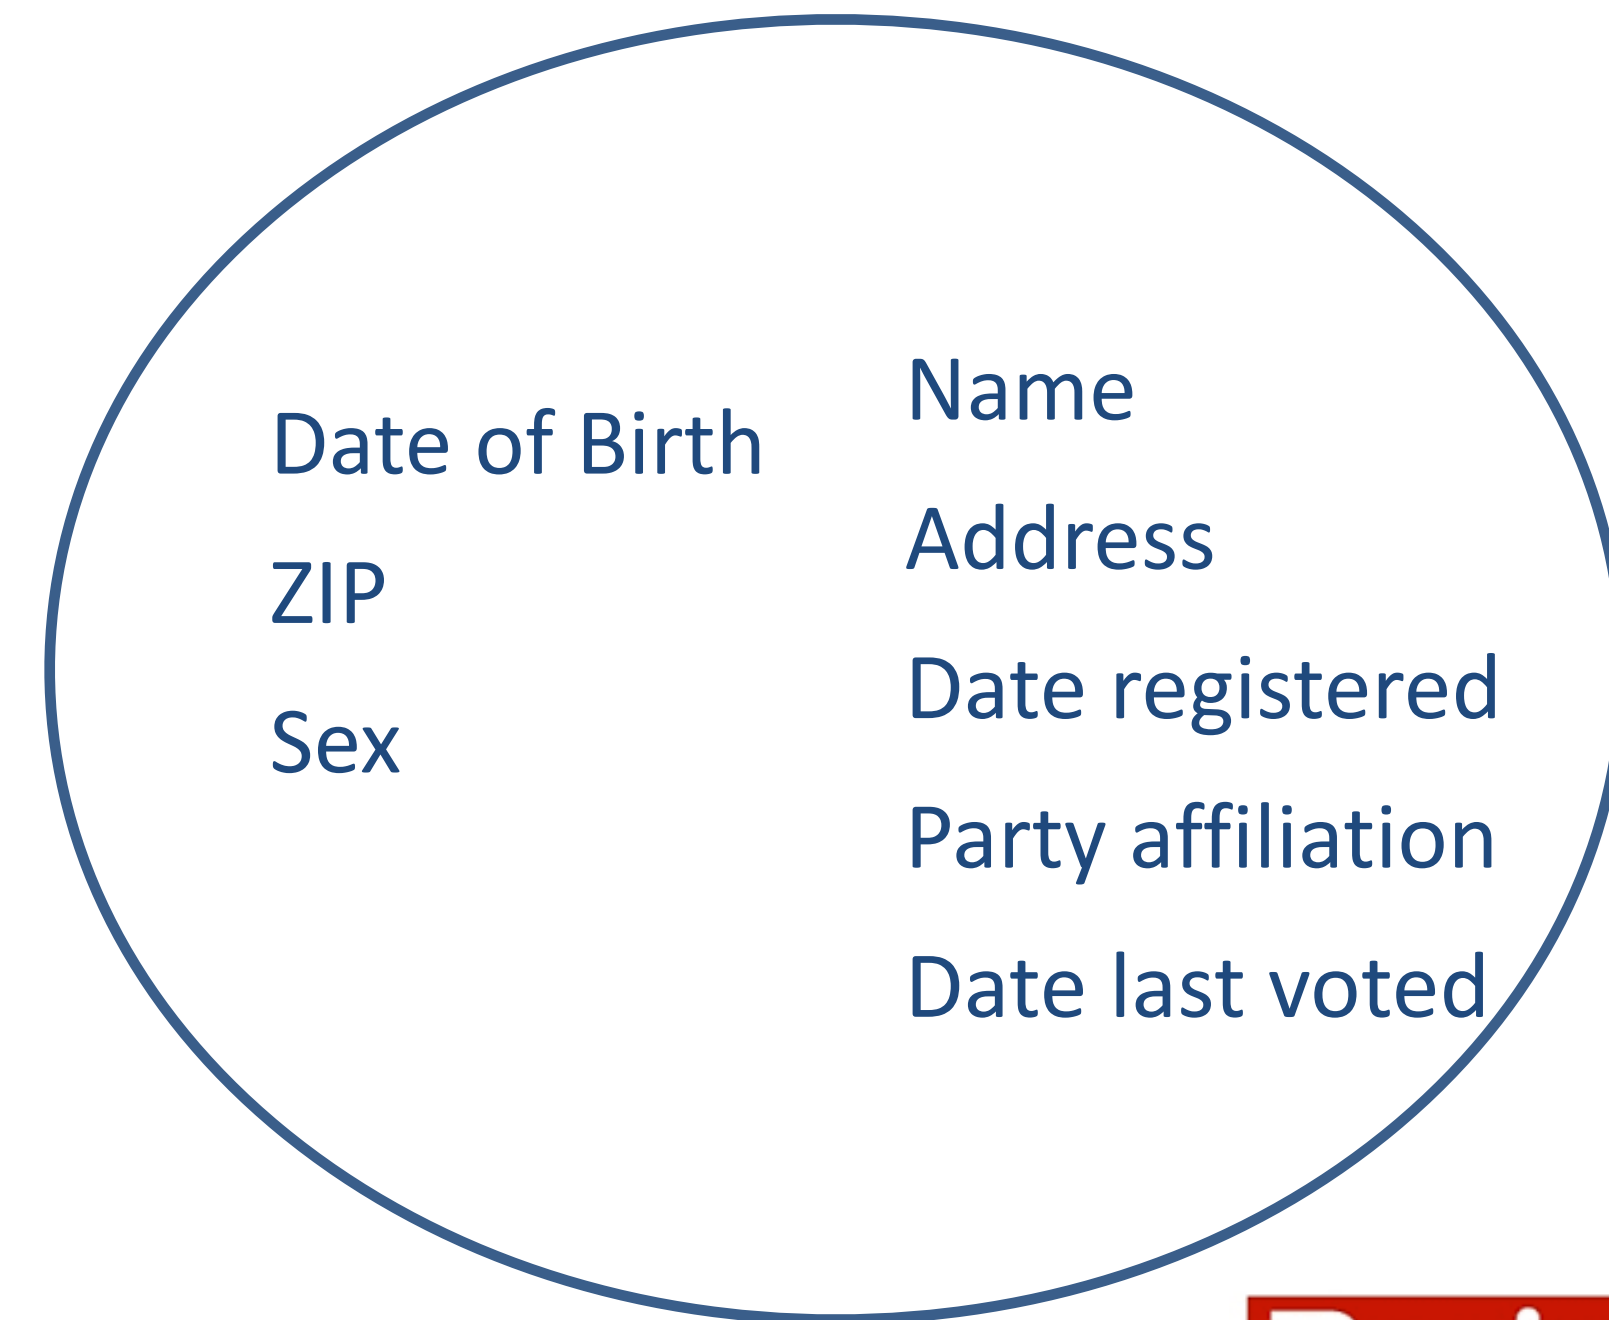 Date of Birth
ZIP
Sex
Name
Address
Date registered
Party affiliation
Date last voted